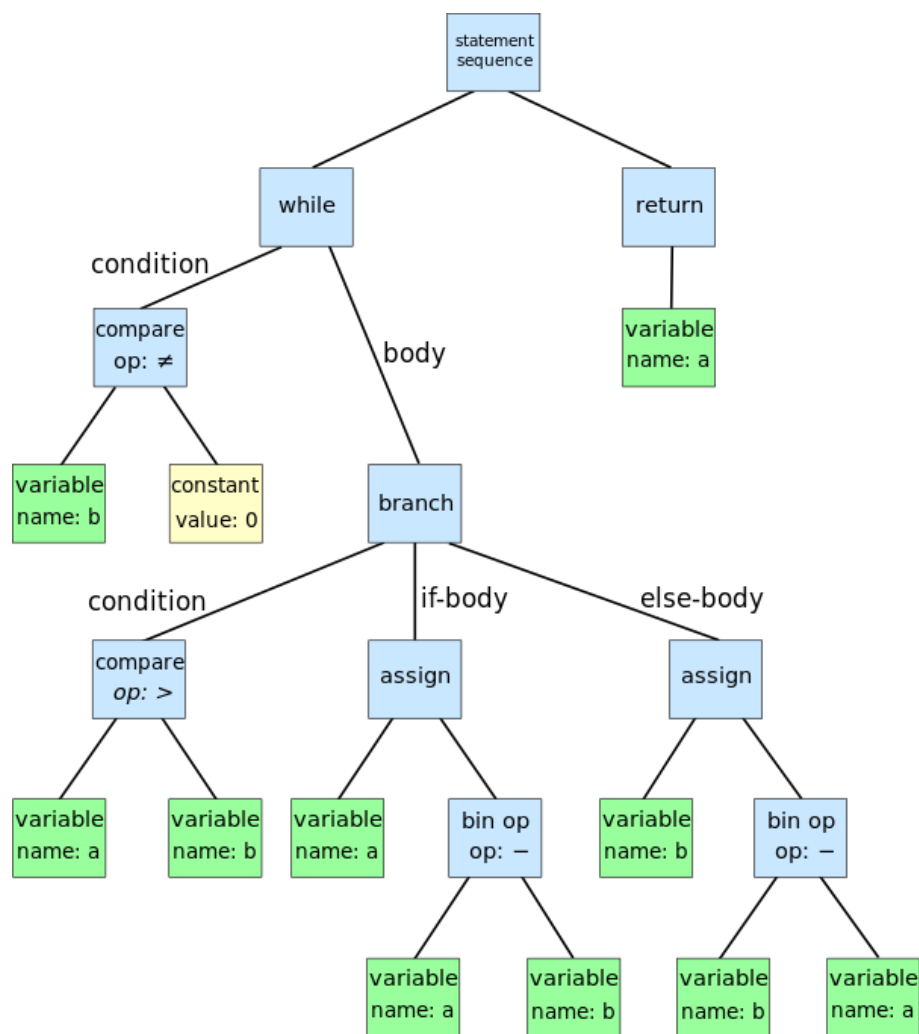 statement
sequence
while
return
condition
body
compare
op: ≠
variable
name: a
variable
name: b
constant
value: 0
branch
condition
if-body
else-body
compare
op: >
assign
assign
variable
name: a
variable
name: b
variable
name: a
bin op
op: −
variable
name: b
bin op
op: −
variable
name: a
variable
name: b
variable
name: b
variable
name: a